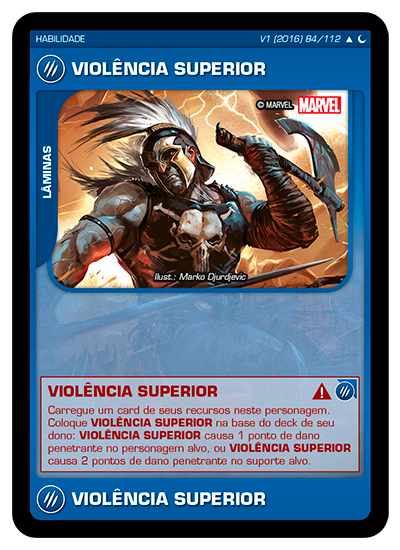 HABILIDADE V1 (2016) 84/112
VIOLÊNCIA SUPERIOR
© MARVEL MARVEL
LÂMINAS
Ilust.: Marko Djurdjevic
VIOLÊNCIA SUPERIOR
Carregue um card de seus recursos neste personagem.
Coloque VIOLÊNCIA SUPERIOR na base do deck de seu
dono: VIOLÊNCIA SUPERIOR causa 1 ponto de dano
penetrante no personagem alvo, ou VIOLÊNCIA SUPERIOR
causa 2 pontos de dano penetrante no suporte alvo.
VIOLÊNCIA SUPERIOR